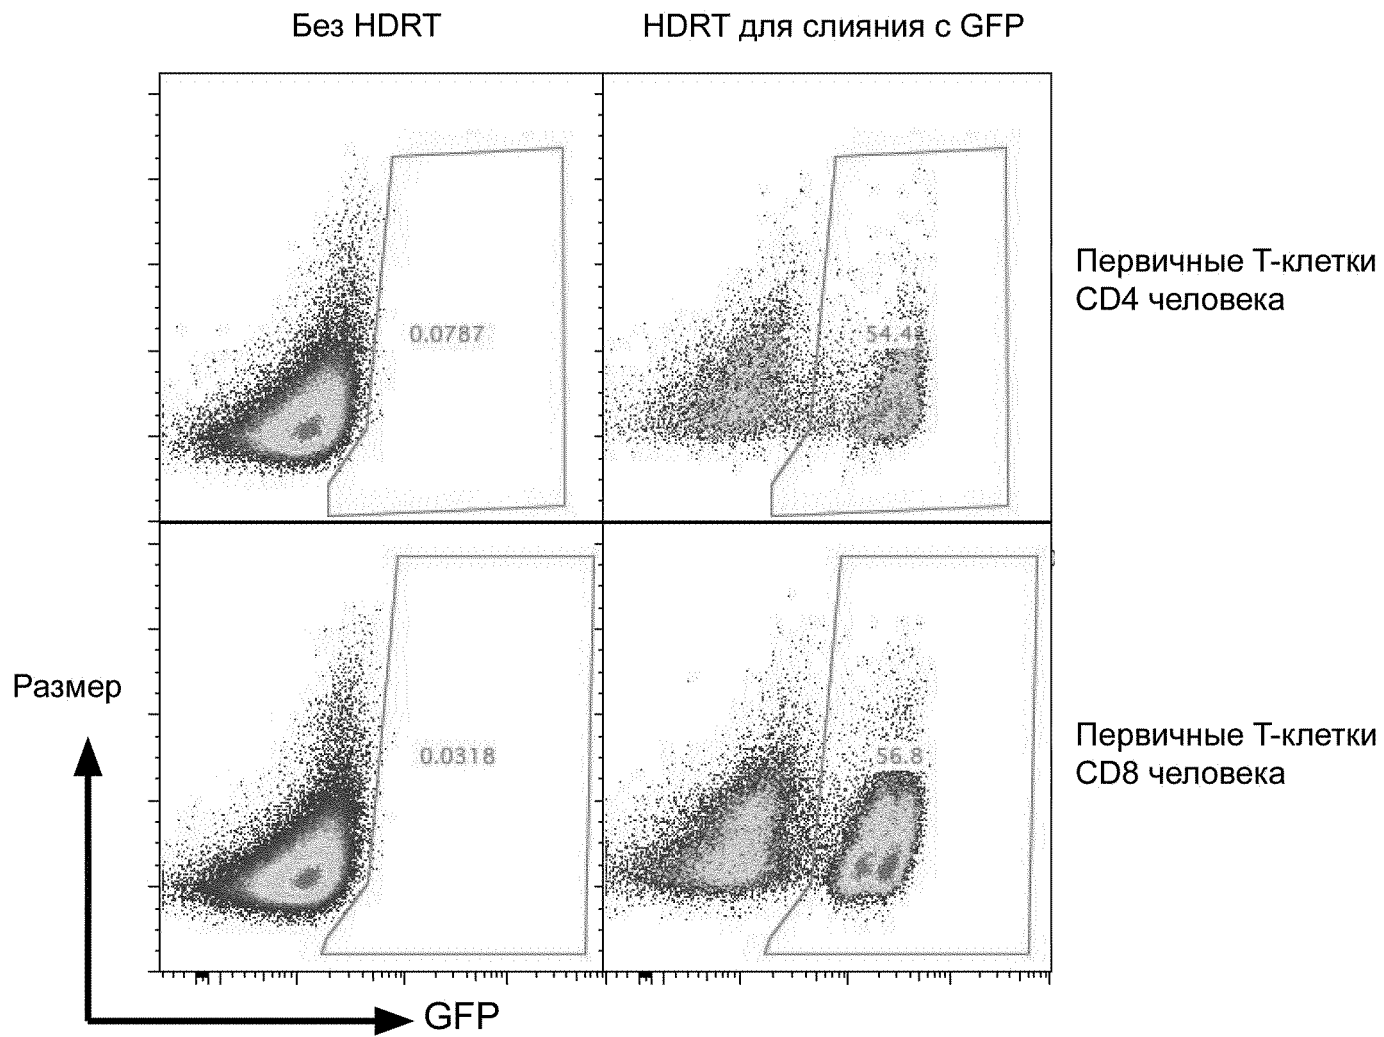 Без HDRT
HDRT для слияния с GFP
0.0787
54.4
Первичные Т-клетки
CD4 человека
0.0318
56.8
Размер
Первичные Т-клетки
CD8 человека
GFP